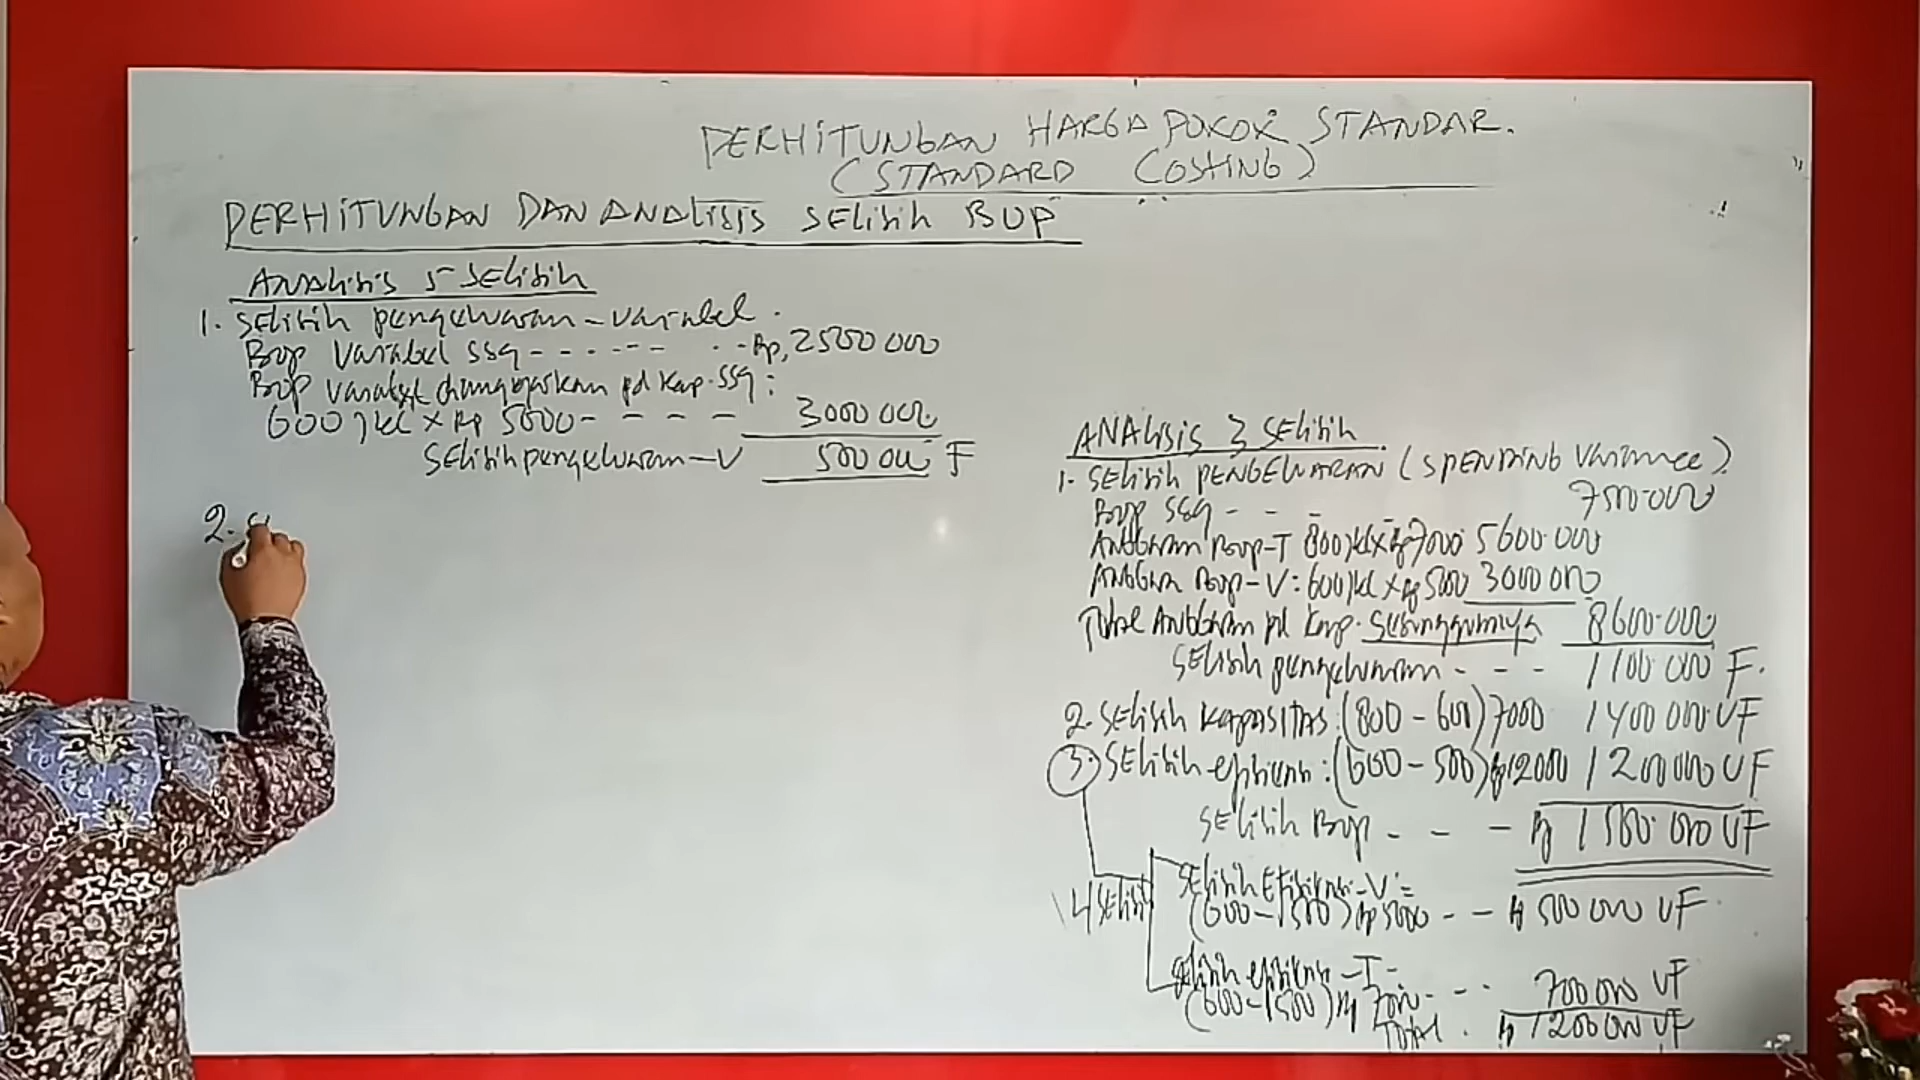 PERHITUNGAN HARGA POKOK STANDAR.
(STANDARD COSTING)
PERHITUNGAN DAN ANALISIS SELISIH BOP
ANALISIS 5 SELISIH
1. SELISIH pengeluaran-variabel.
BOP Variabel SSg - - - - - - - - - Rp, 2500 000
BOP variabel dianggarkan pd Kap. SSg:
600 jkl x Rp 5000 - - - - 3000 000
SELISIH pengeluaran-V 500 000 F
2. S
ANALISIS 3 SELISIH
1. SELISIH PENGELUARAN (SPENDING Variance)
BOP SSg - - - 7500 000
Anggaran BOP-T 800 jkl x Rp 7000 5600.000
Anggaran BOP-V: 600 jkl x Rp 5000 3000 000
Total Anggaran pd Kap. Sesungguhnya 8600.000
SELISIH pengeluaran - - - 1100 000 F.
2. SELISIH KAPASITAS: (800 - 600) 7000 1400 000 UF
3. SELISIH efisiensi: (600 - 500) Rp 12000 1200 000 UF
SELISIH BOP - - - Rp 1500.000 UF
4 SELISIH
SELISIH Efisiensi-V =
(600 - 500) Rp 5000 - - Rp 500 000 UF
Selisih efisiensi -T -
(600 - 500) Rp 7000 - - - 700 000 UF
TOTAL . Rp 1200 000 UF